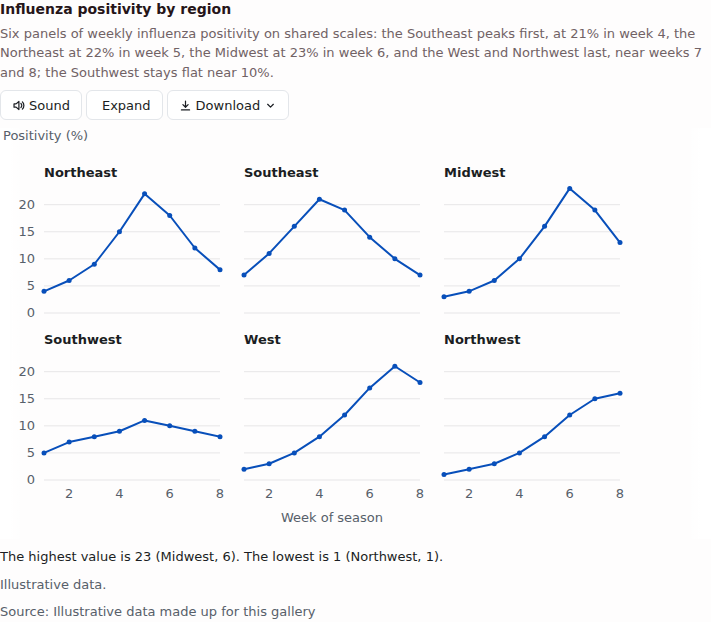 Influenza positivity by region
Six panels of weekly influenza positivity on shared scales: the Southeast peaks first, at 21% in week 4, the
Northeast at 22% in week 5, the Midwest at 23% in week 6, and the West and Northwest last, near weeks 7
and 8; the Southwest stays flat near 10%.
Sound Expand Download
Positivity (%)
Northeast Southeast Midwest
20
15
10
5
0
Southwest West Northwest
20
15
10
5
0
2 4 6 8 2 4 6 8 2 4 6 8
Week of season
The highest value is 23 (Midwest, 6). The lowest is 1 (Northwest, 1).
Illustrative data.
Source: Illustrative data made up for this gallery